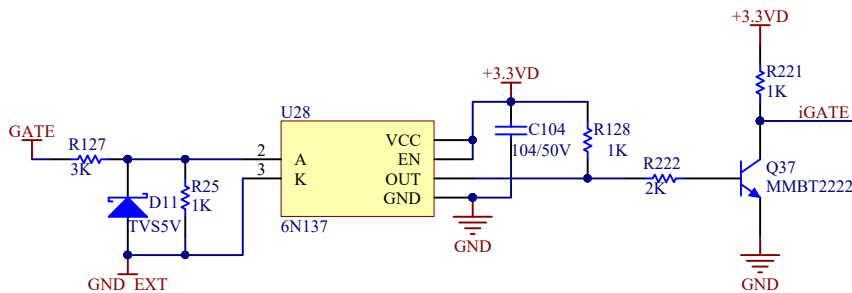 +3.3VD
+3.3VD
R221
1K
iGATE
U28
GATE
R127
3K
2
A
3
K
VCC
EN
OUT
GND
C104
104/50V
R128
1K
R222
2K
Q37
MMBT2222
D11
TVS5V
R25
1K
6N137
GND
GND_EXT
GND